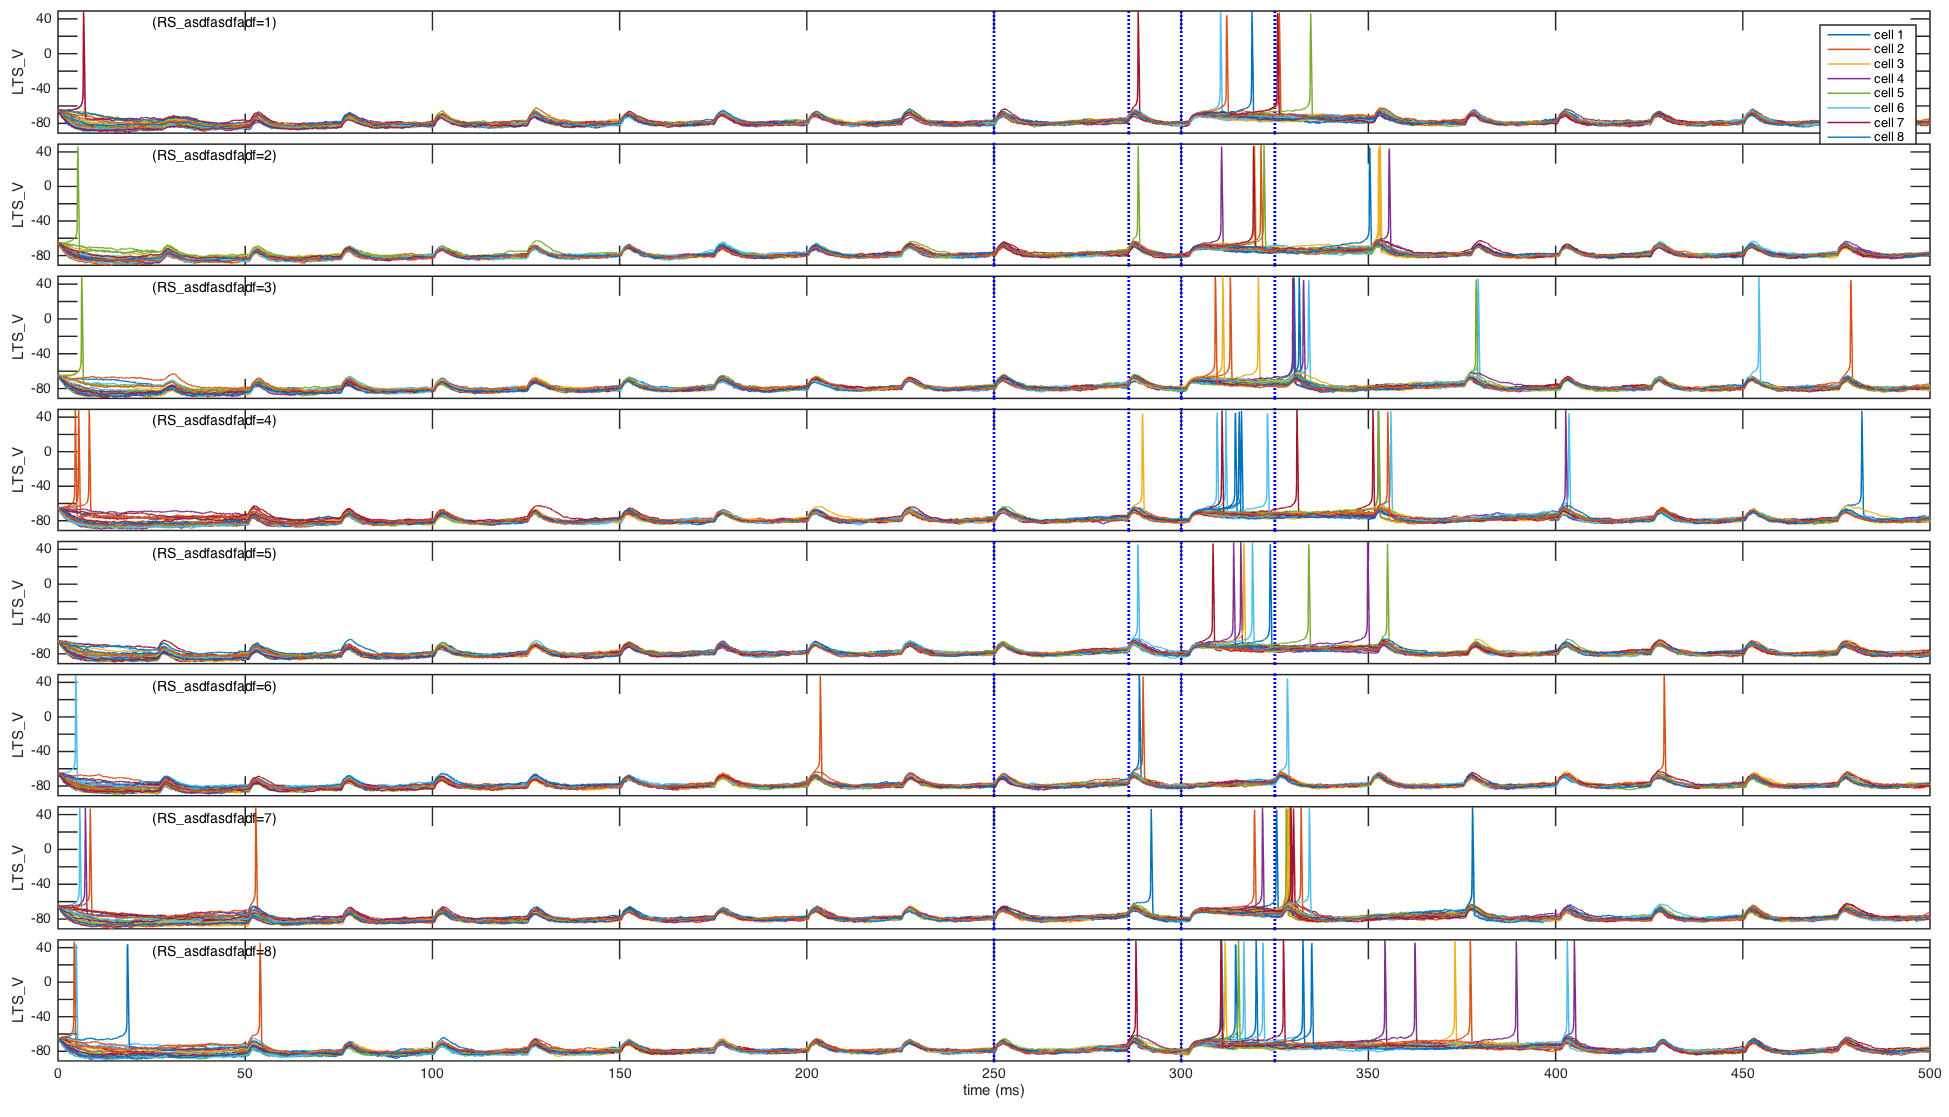 (RS_asdfasdfadf=1)
LTS_V
40
0
-40
-80
cell 1
cell 2
cell 3
cell 4
cell 5
cell 6
cell 7
cell 8
(RS_asdfasdfadf=2)
LTS_V
40
0
-40
-80
(RS_asdfasdfadf=3)
LTS_V
40
0
-40
-80
(RS_asdfasdfadf=4)
LTS_V
40
0
-40
-80
(RS_asdfasdfadf=5)
LTS_V
40
0
-40
-80
(RS_asdfasdfadf=6)
LTS_V
40
0
-40
-80
(RS_asdfasdfadf=7)
LTS_V
40
0
-40
-80
(RS_asdfasdfadf=8)
LTS_V
40
0
-40
-80
0 50 100 150 200 250 300 350 400 450 500
time (ms)